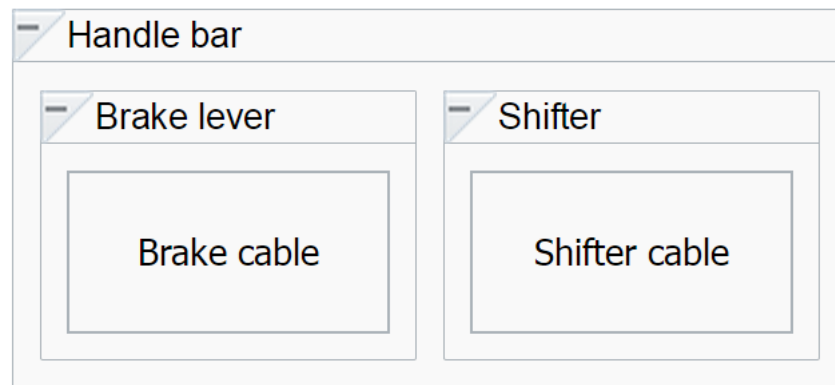 Handle bar
Brake lever
Shifter
Brake cable
Shifter cable